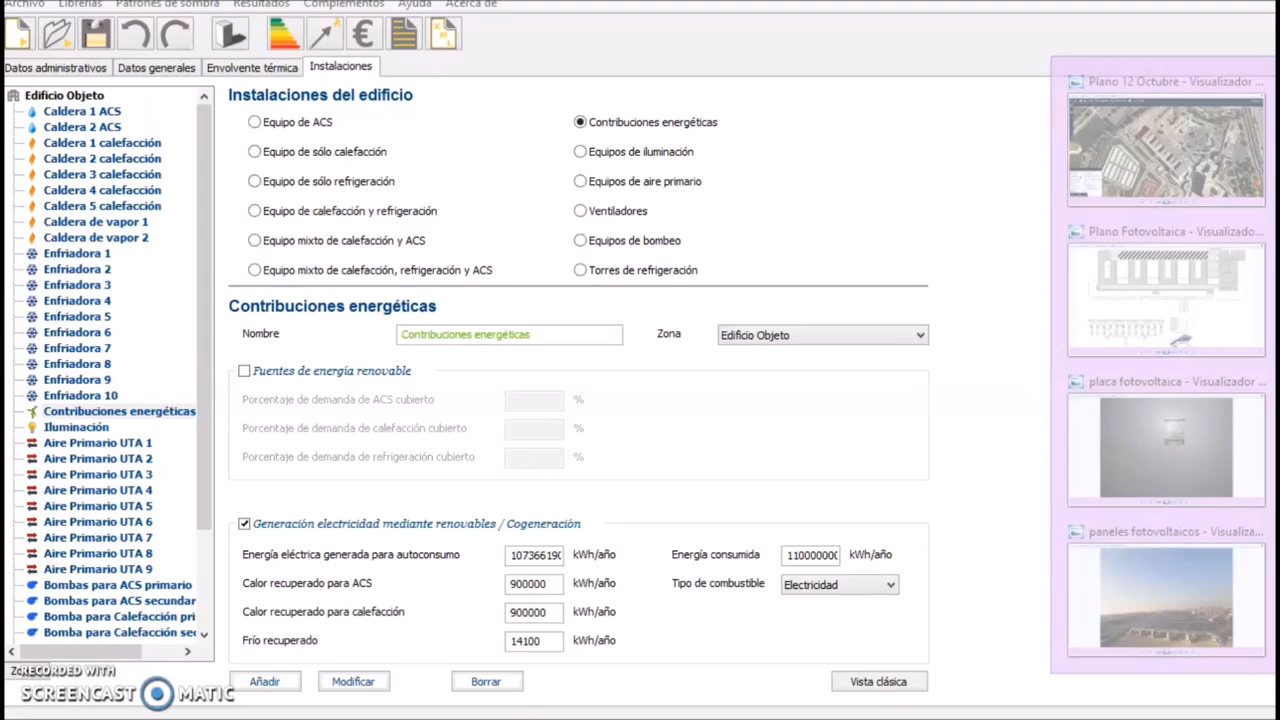 Archivo Librerías Patrones de sombra Resultados Complementos Ayuda Acerca de
Datos administrativos Datos generales Envolvente térmica Instalaciones
Edificio Objeto
Caldera 1 ACS
Caldera 2 ACS
Caldera 1 calefacción
Caldera 2 calefacción
Caldera 3 calefacción
Caldera 4 calefacción
Caldera 5 calefacción
Caldera de vapor 1
Caldera de vapor 2
Enfriadora 1
Enfriadora 2
Enfriadora 3
Enfriadora 4
Enfriadora 5
Enfriadora 6
Enfriadora 7
Enfriadora 8
Enfriadora 9
Enfriadora 10
Contribuciones energéticas
Iluminación
Aire Primario UTA 1
Aire Primario UTA 2
Aire Primario UTA 3
Aire Primario UTA 4
Aire Primario UTA 5
Aire Primario UTA 6
Aire Primario UTA 7
Aire Primario UTA 8
Aire Primario UTA 9
Bombas para ACS primario
Bombas para ACS secundar
Bomba para Calefacción pri
Bomba para Calefacción sec
Instalaciones del edificio
Equipo de ACS
Equipo de sólo calefacción
Equipo de sólo refrigeración
Equipo de calefacción y refrigeración
Equipo mixto de calefacción y ACS
Equipo mixto de calefacción, refrigeración y ACS
Contribuciones energéticas
Equipos de iluminación
Equipos de aire primario
Ventiladores
Equipos de bombeo
Torres de refrigeración
Contribuciones energéticas
Nombre Contribuciones energéticas Zona Edificio Objeto
Fuentes de energía renovable
Porcentaje de demanda de ACS cubierto %
Porcentaje de demanda de calefacción cubierto %
Porcentaje de demanda de refrigeración cubierto %
Generación electricidad mediante renovables / Cogeneración
Energía eléctrica generada para autoconsumo 10736619( kWh/año Energía consumida 11000000( kWh/año
Calor recuperado para ACS 900000 kWh/año Tipo de combustible Electricidad
Calor recuperado para calefacción 900000 kWh/año
Frío recuperado 14100 kWh/año
Añadir Modificar Borrar Vista clásica
Plano 12 Octubre - Visualizador ...
Plano Fotovoltaica - Visualizado...
placa fotovoltaica - Visualizador ...
paneles fotovoltaicos - Visualiza...
RECORDED WITH
SCREENCAST MATIC